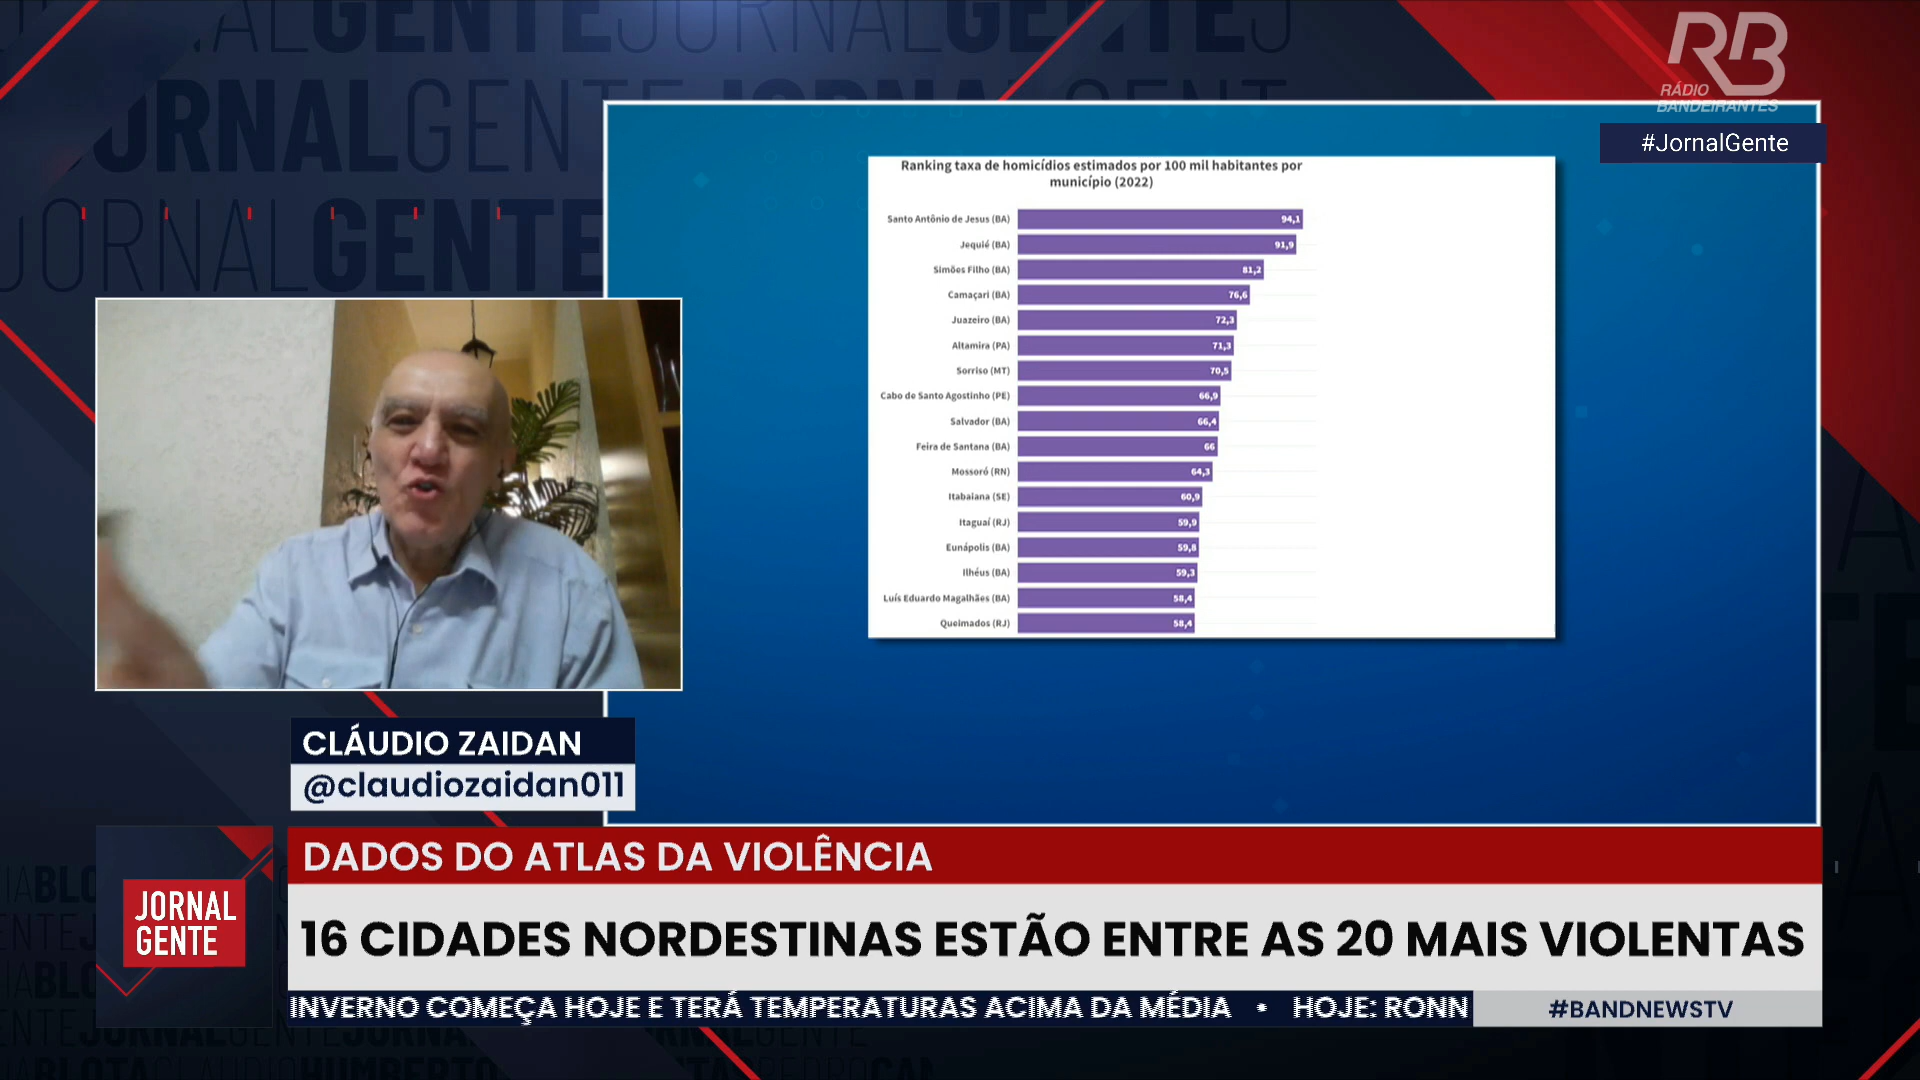 RB
RÁDIO
BANDEIRANTES
#JornalGente
Ranking taxa de homicídios estimados por 100 mil habitantes por
município (2022)
Santo Antônio de Jesus (BA) 94,1
Jequié (BA) 91,9
Simões Filho (BA) 81,2
Camaçari (BA) 76,6
Juazeiro (BA) 72,3
Altamira (PA) 71,3
Sorriso (MT) 70,5
Cabo de Santo Agostinho (PE) 66,9
Salvador (BA) 66,4
Feira de Santana (BA) 66
Mossoró (RN) 64,3
Itabaiana (SE) 60,9
Itaguaí (RJ) 59,9
Eunápolis (BA) 59,8
Ilhéus (BA) 59,3
Luís Eduardo Magalhães (BA) 58,4
Queimados (RJ) 58,4
CLÁUDIO ZAIDAN
@claudiozaidan011
DADOS DO ATLAS DA VIOLÊNCIA
JORNAL
GENTE
16 CIDADES NORDESTINAS ESTÃO ENTRE AS 20 MAIS VIOLENTAS
INVERNO COMEÇA HOJE E TERÁ TEMPERATURAS ACIMA DA MÉDIA • HOJE: RONN
#BANDNEWSTV